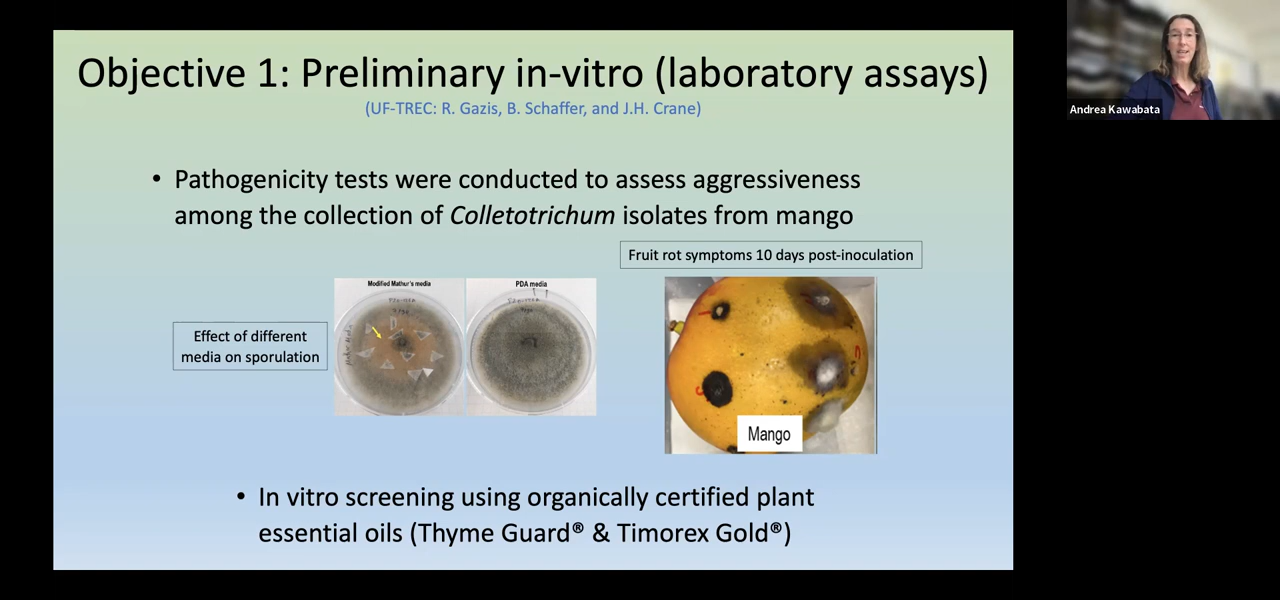 Objective 1: Preliminary in-vitro (laboratory assays)
(UF-TREC: R. Gazis, B. Schaffer, and J.H. Crane)
Andrea Kawabata
• Pathogenicity tests were conducted to assess aggressiveness
among the collection of Colletotrichum isolates from mango
Fruit rot symptoms 10 days post-inoculation
Modified Mathur's media
PDA media
Effect of different
media on sporulation
Mango
• In vitro screening using organically certified plant
essential oils (Thyme Guard® & Timorex Gold®)